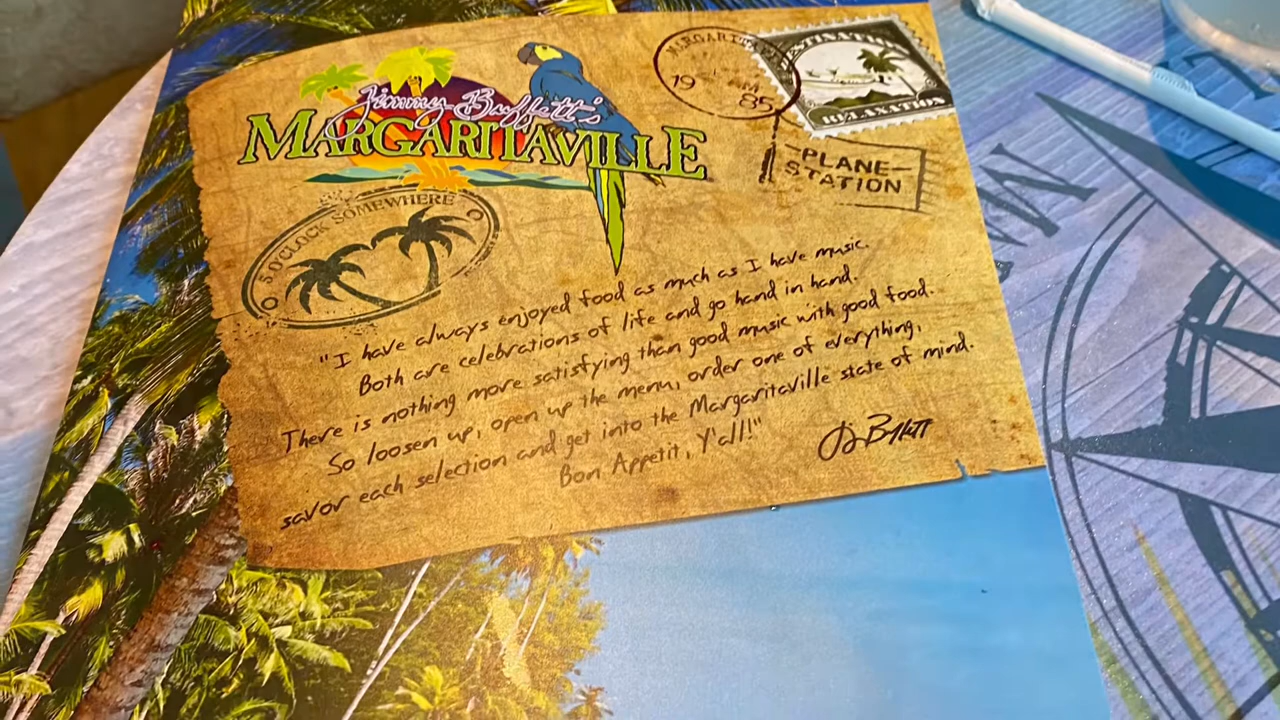 Jimmy Buffett's
MARGARITAVILLE
MARGARITAV
19 85
DESTINATION
RELAXATION
PLANE
STATION
5 O'CLOCK SOMEWHERE
"I have always enjoyed food as much as I have music.
Both are celebrations of life and go hand in hand.
There is nothing more satisfying than good music with good food.
So loosen up, open up the menu, order one of everything,
savor each selection and get into the Margaritaville state of mind.
Bon Appetit, Y'all!"
W